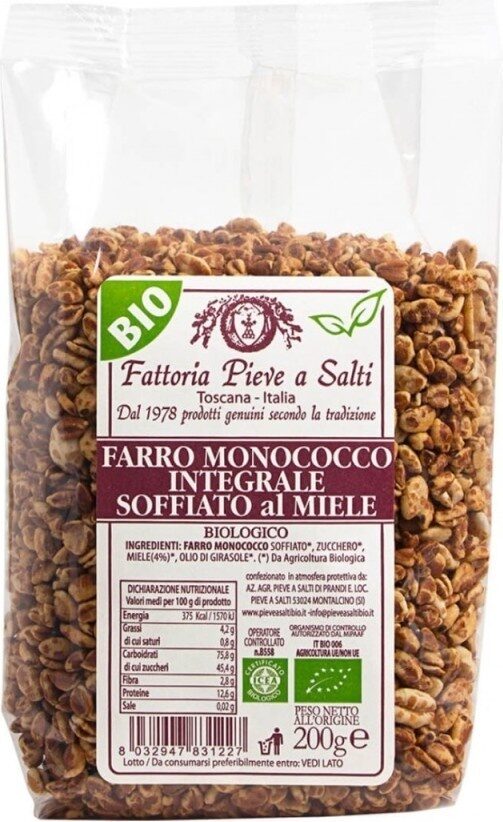 BIO
Fattoria Pieve a Salti
Toscana - Italia
Dal 1978 prodotti genuini secondo la tradizione
FARRO MONOCOCCO
INTEGRALE
SOFFIATO al MIELE
BIOLOGICO
INGREDIENTI: FARRO MONOCOCCO SOFFIATO*, ZUCCHERO*,
MIELE(4%)*, OLIO DI GIRASOLE*. (*) Da Agricoltura Biologica
DICHIARAZIONE NUTRIZIONALE
Valori medi per 100 g di prodotto
Energia 375 Kcal / 1570 kJ
Grassi 4,2 g
di cui saturi 0,8 g
Carboidrati 75,8 g
di cui zuccheri 45,4 g
Fibra 2,8 g
Proteine 12,6 g
Sale 0,02 g
confezionato in atmosfera protettiva da:
AZ. AGR. PIEVE A SALTI DI PRANDI E. LOC.
PIEVE A SALTI 53024 MONTALCINO (SI)
www.pieveasaltibio.it -info@pieveasaltibio.it
OPERATORE
CONTROLLATO
n.B558
ORGANISMO DI CONTROLLO
AUTORIZZATO DAL MIPAAF
IT BIO 006
AGRICOLTURA UE/NON UE
CERTIFICATO
ICEA
BIOLOGICO
PESO NETTO
ALL'ORIGINE
200g e
8 032947 831227
Lotto / Da consumarsi preferibilmente entro: VEDI LATO